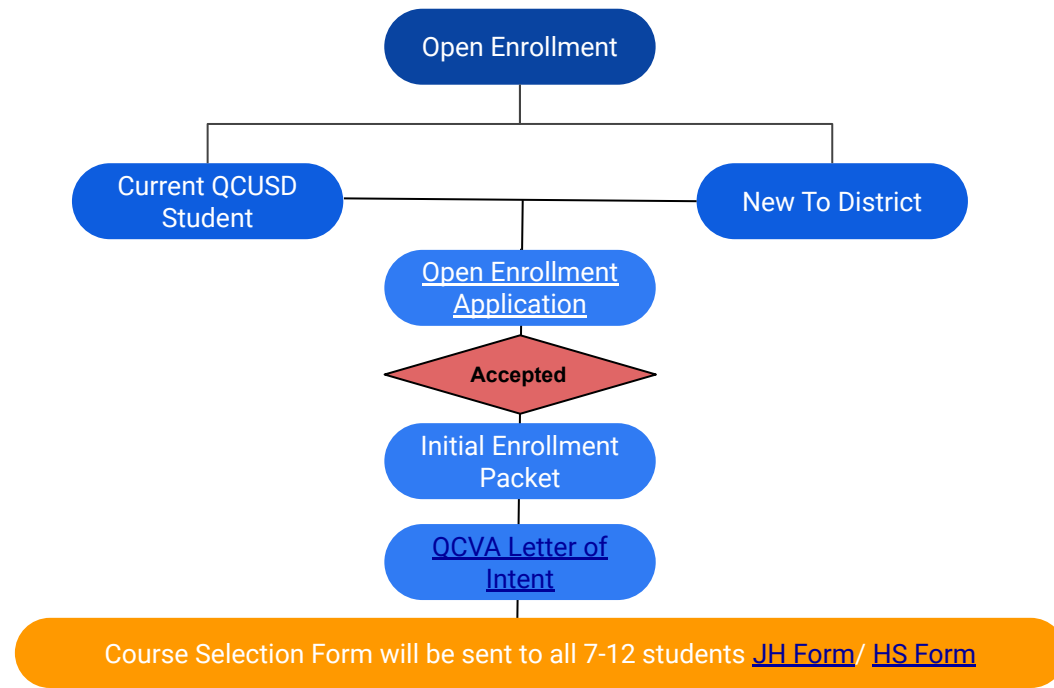 Open Enrollment
Current QCUSD
Student
New To District
Open Enrollment
Application
Accepted
Initial Enrollment
Packet
QCVA Letter of
Intent
Course Selection Form will be sent to all 7-12 students JH Form/ HS Form